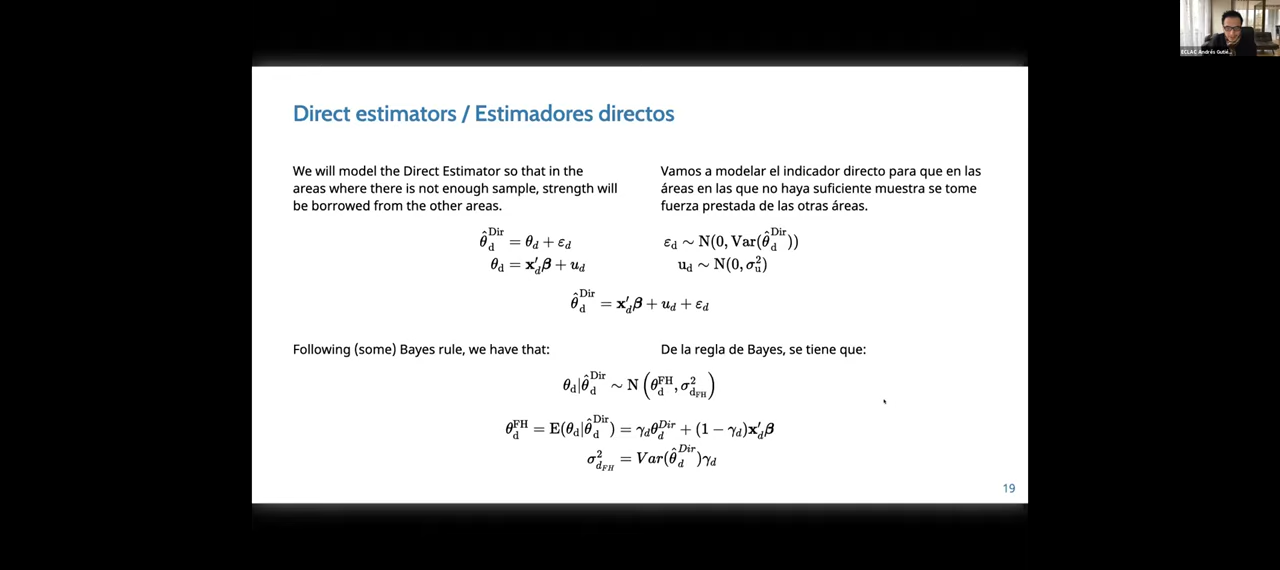 ECLAC Andrés Gutié...
Direct estimators / Estimadores directos
We will model the Direct Estimator so that in the
areas where there is not enough sample, strength will
be borrowed from the other areas.
Vamos a modelar el indicador directo para que en las
áreas en las que no haya suficiente muestra se tome
fuerza prestada de las otras áreas.
θ̂_d^Dir = θ_d + ε_d
θ_d = x′_d β + u_d
ε_d ∼ N(0, Var(θ̂_d^Dir))
u_d ∼ N(0, σ_u^2)
θ̂_d^Dir = x′_d β + u_d + ε_d
Following (some) Bayes rule, we have that:
De la regla de Bayes, se tiene que:
θ_d|θ̂_d^Dir ∼ N(θ_d^FH, σ^2_{d_FH})
θ_d^FH = E(θ_d|θ̂_d^Dir) = γ_d θ_d^Dir + (1 − γ_d)x′_d β
σ^2_{d_FH} = Var(θ̂_d^Dir)γ_d
19